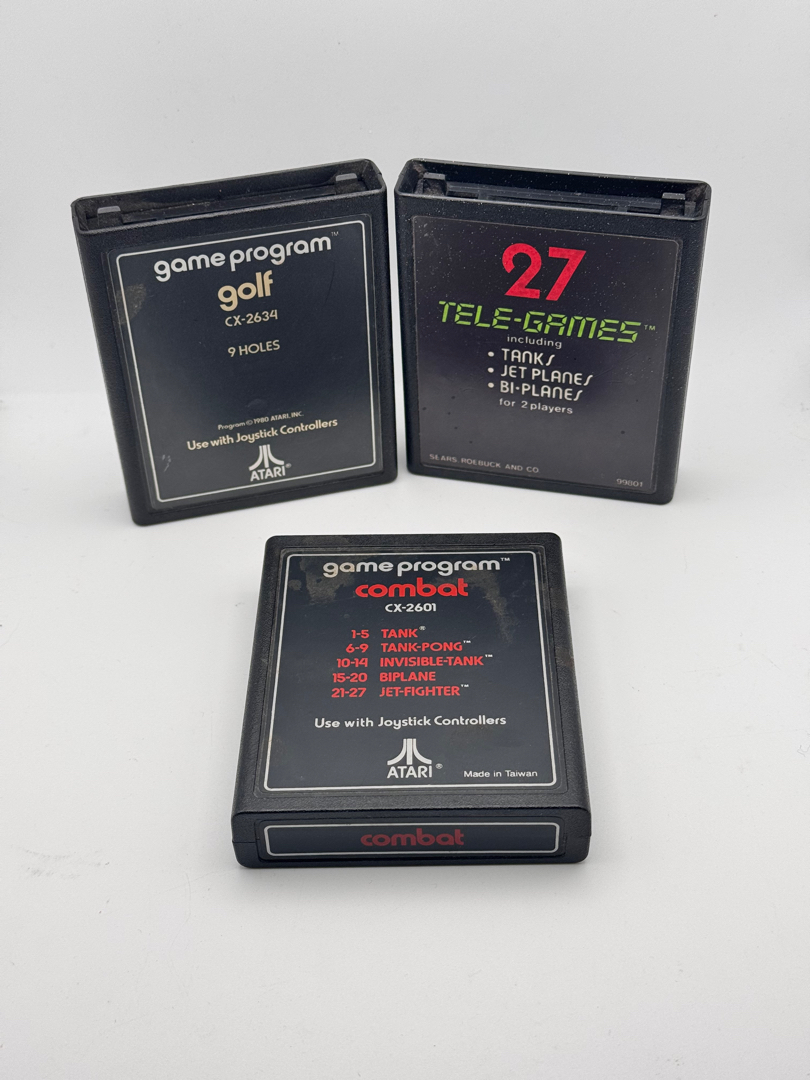 game program™
golf
CX-2634
9 HOLES
Program © 1980 ATARI, INC.
Use with Joystick Controllers
ATARI®
27
TELE-GAMES™
including
• TANKS
• JET PLANES
• BI-PLANES
for 2 players
SEARS, ROEBUCK AND CO.
99801
game program™
combat
CX-2601
1-5 TANK®
6-9 TANK-PONG™
10-14 INVISIBLE-TANK™
15-20 BIPLANE
21-27 JET-FIGHTER™
Use with Joystick Controllers
ATARI®
Made in Taiwan
combat